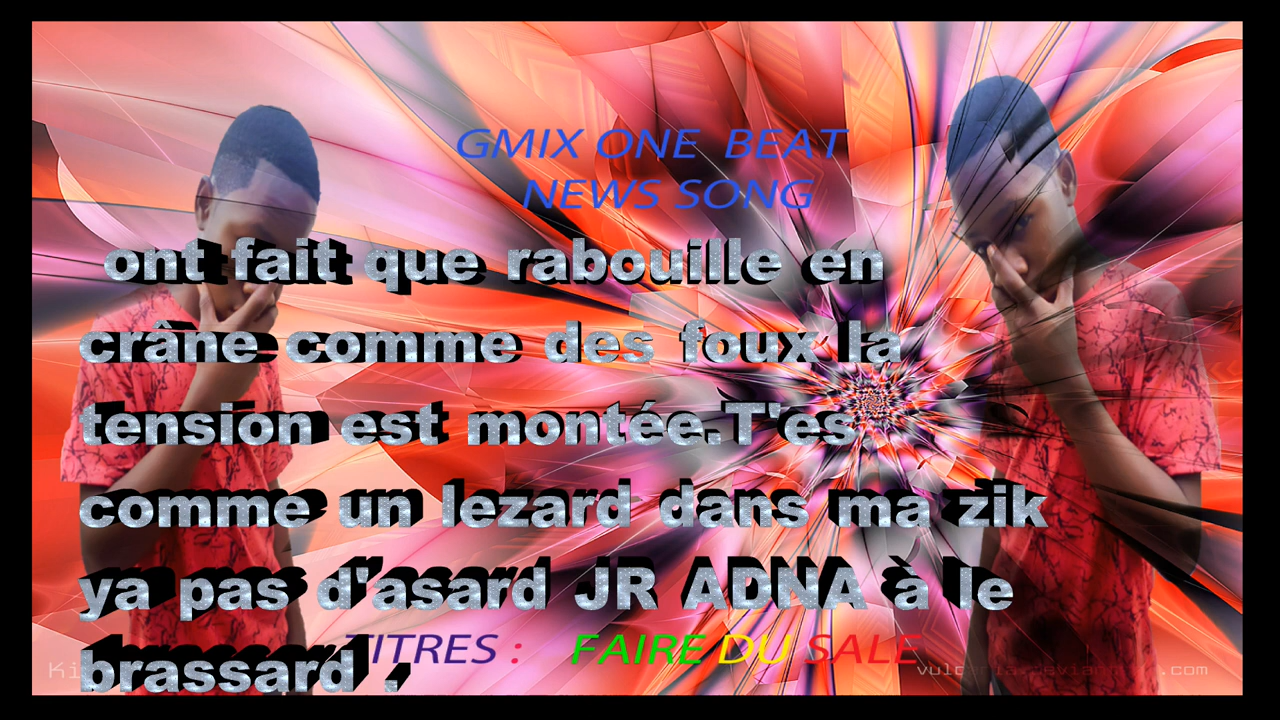 GMIX ONE BEAT
NEWS SONG
ont fait que rabouille en
crâne comme des foux la
tension est montée.T'es
comme un lezard dans ma zik
ya pas d'asard JR ADNA à le
brassard .
TITRES : FAIRE DU SALE